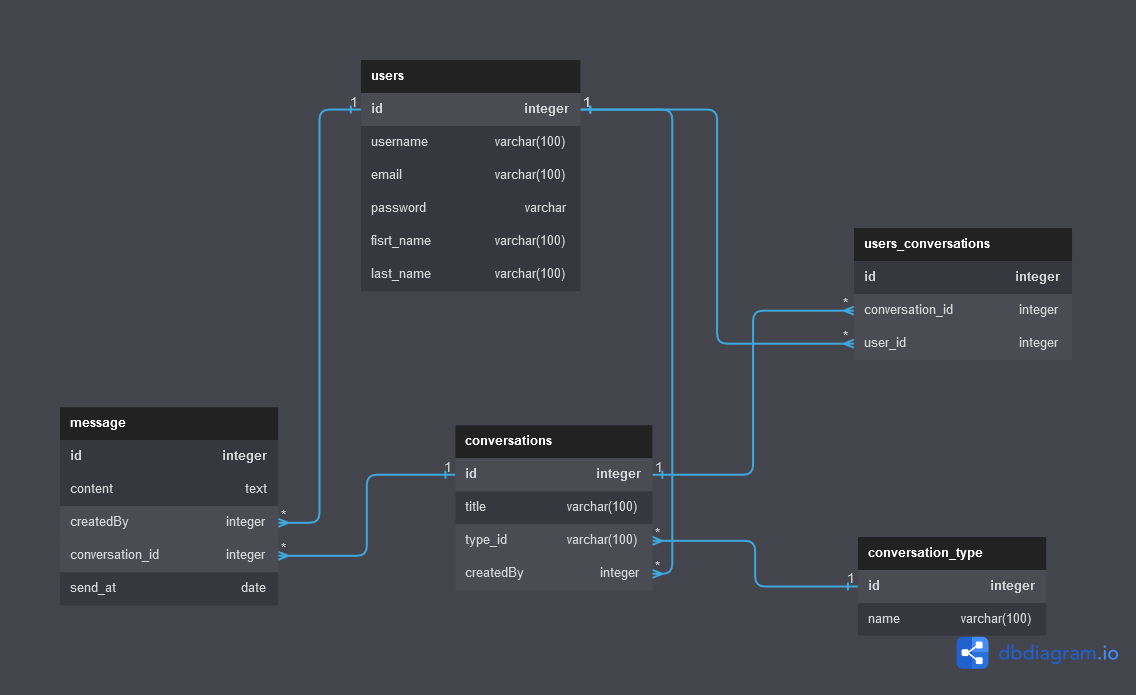 users
1 id integer 1
username varchar(100)
email varchar(100)
password varchar
fisrt_name varchar(100)
last_name varchar(100)
users_conversations
id integer
* conversation_id integer
* user_id integer
message
id integer
content text
createdBy integer *
conversation_id integer *
send_at date
conversations
1 id integer 1
title varchar(100)
type_id varchar(100) *
createdBy integer *
conversation_type
1 id integer
name varchar(100)
dbdiagram.io